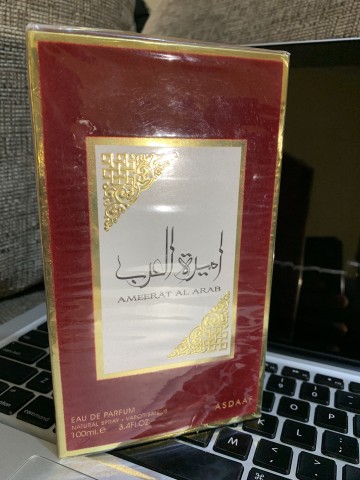 اميرة العرب
AMEERAT AL ARAB
EAU DE PARFUM
NATURAL SPRAY - VAPORISATEUR
100ml.℮ 3.4FL.OZ
ASDAAF